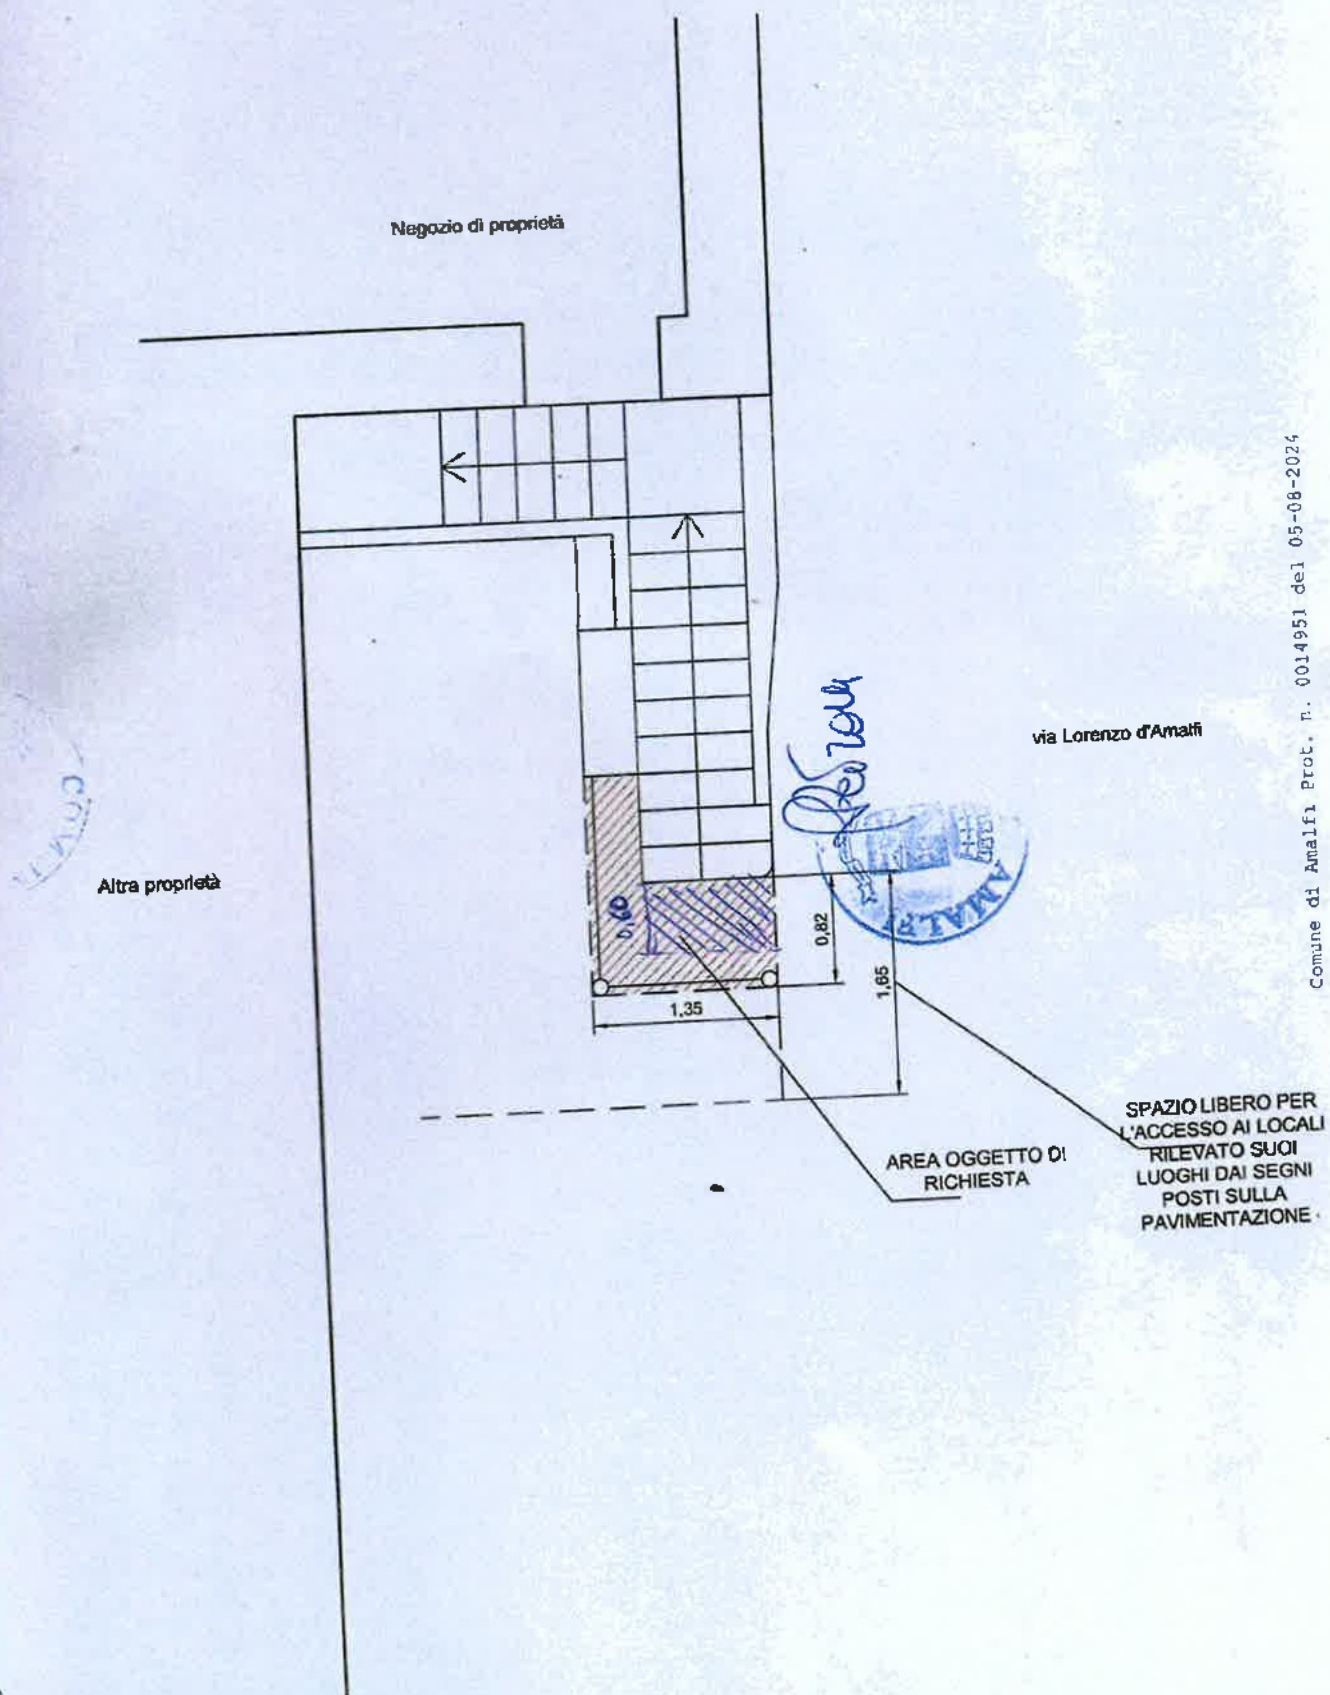 Negozio di proprietà
Comune di Amalfi Prot. n. 0014951 del 05-08-2024
via Lorenzo d'Amalfi
COM
Altra proprietà
AMALFI
0,60
0,82
1,65
1,35
AREA OGGETTO DI
RICHIESTA
SPAZIO LIBERO PER
L'ACCESSO AI LOCALI
RILEVATO SUOI
LUOGHI DAI SEGNI
POSTI SULLA
PAVIMENTAZIONE